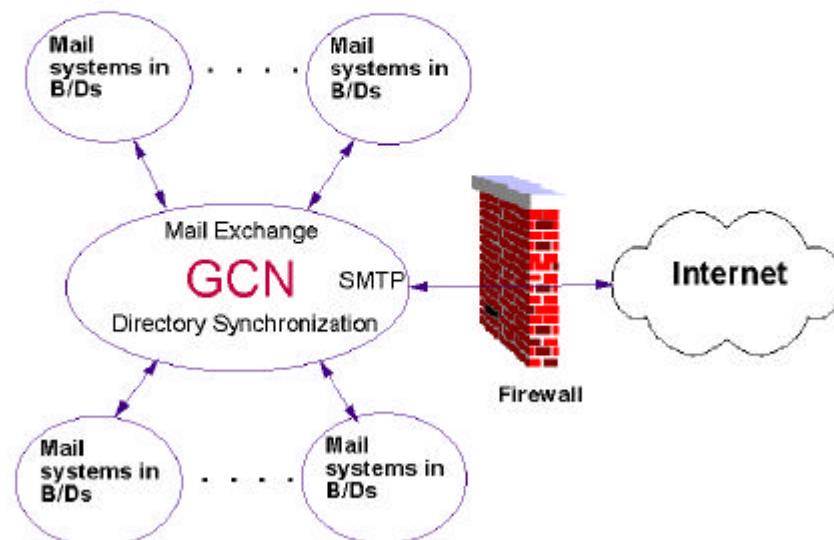 Mail
systems in
B/Ds
Mail
systems in
B/Ds
Mail Exchange
GCN
SMTP
Directory Synchronization
Internet
Firewall
Mail
systems in
B/Ds
Mail
systems in
B/Ds